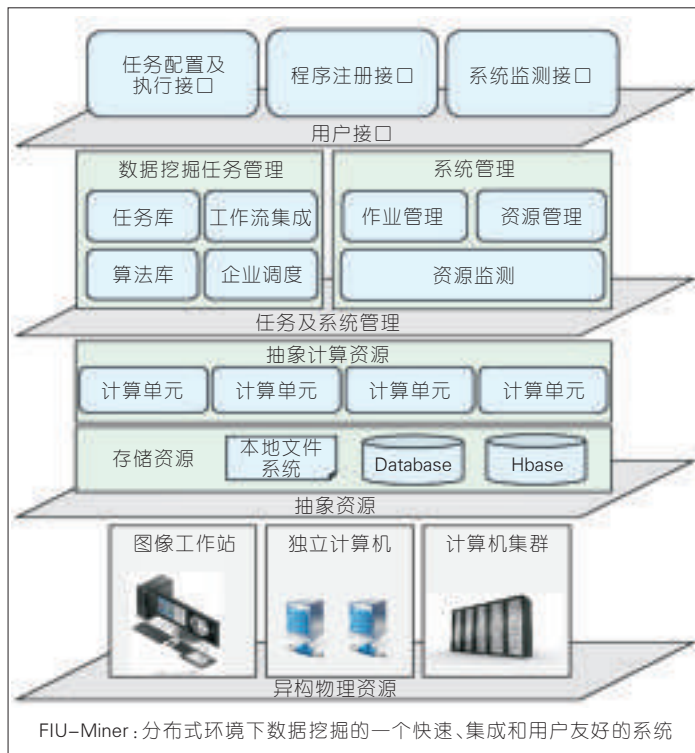 任务配置及
执行接口
程序注册接口
系统监测接口
用户接口
数据挖掘任务管理
系统管理
任务库
工作流集成
作业管理
资源管理
算法库
企业调度
资源监测
任务及系统管理
抽象计算资源
计算单元
计算单元
计算单元
计算单元
存储资源
本地文件
系统
Database
Hbase
抽象资源
图像工作站
独立计算机
计算机集群
异构物理资源
FIU-Miner:分布式环境下数据挖掘的一个快速、集成和用户友好的系统